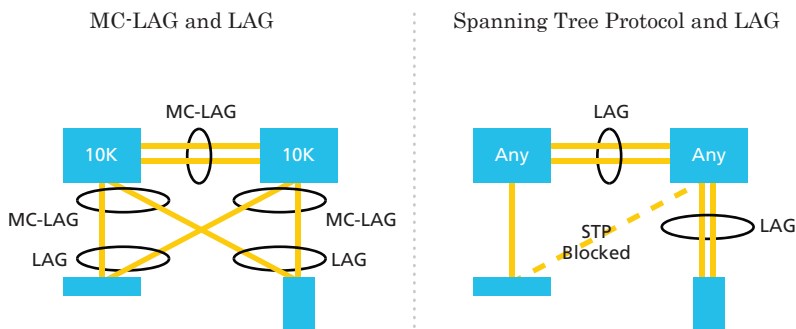 MC-LAG and LAG
MC-LAG
10K
10K
MC-LAG
MC-LAG
LAG
LAG
Spanning Tree Protocol and LAG
LAG
Any
Any
STP
Blocked
LAG